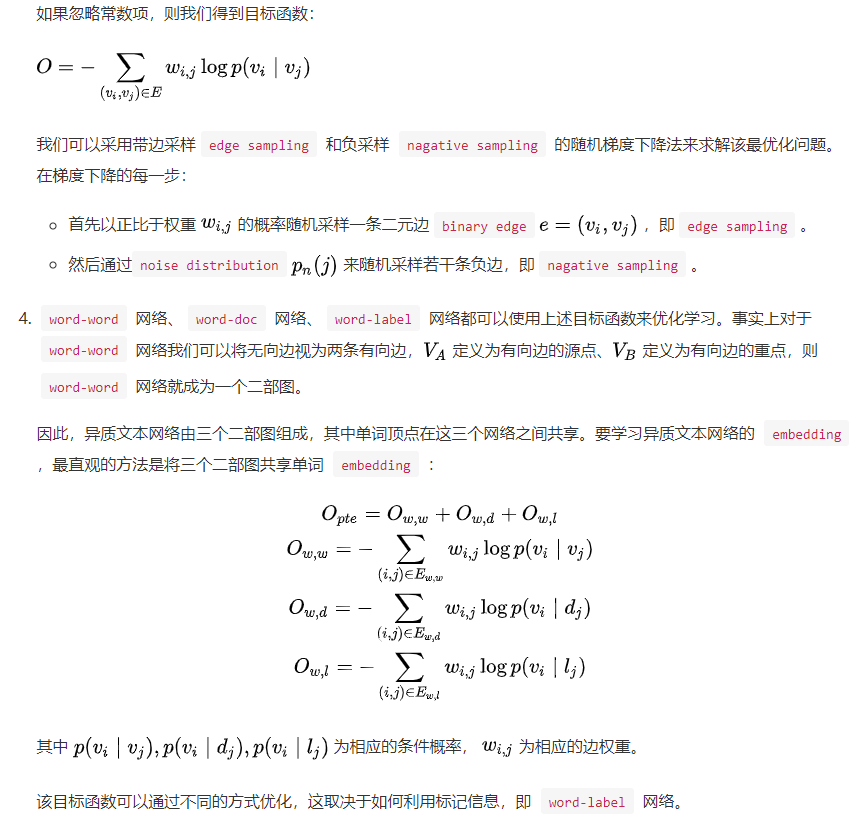 如果忽略常数项，则我们得到目标函数：
O = − ∑_{(v_i,v_j)∈E} w_{i,j} log p(v_i | v_j)
我们可以采用带边采样 edge sampling 和负采样 nagative sampling 的随机梯度下降法来求解该最优化问题。
在梯度下降的每一步：
○ 首先以正比于权重 w_{i,j} 的概率随机采样一条二元边 binary edge e = (v_i, v_j) ，即 edge sampling 。
○ 然后通过 noise distribution p_n(j) 来随机采样若干条负边，即 nagative sampling 。
4. word-word 网络、 word-doc 网络、 word-label 网络都可以使用上述目标函数来优化学习。事实上对于
word-word 网络我们可以将无向边视为两条有向边，V_A 定义为有向边的源点、V_B 定义为有向边的重点，则
word-word 网络就成为一个二部图。
因此，异质文本网络由三个二部图组成，其中单词顶点在这三个网络之间共享。要学习异质文本网络的 embedding
，最直观的方法是将三个二部图共享单词 embedding ：
O_{pte} = O_{w,w} + O_{w,d} + O_{w,l}
O_{w,w} = − ∑_{(i,j)∈E_{w,w}} w_{i,j} log p(v_i | v_j)
O_{w,d} = − ∑_{(i,j)∈E_{w,d}} w_{i,j} log p(v_i | d_j)
O_{w,l} = − ∑_{(i,j)∈E_{w,l}} w_{i,j} log p(v_i | l_j)
其中 p(v_i | v_j), p(v_i | d_j), p(v_i | l_j) 为相应的条件概率， w_{i,j} 为相应的边权重。
该目标函数可以通过不同的方式优化，这取决于如何利用标记信息，即 word-label 网络。